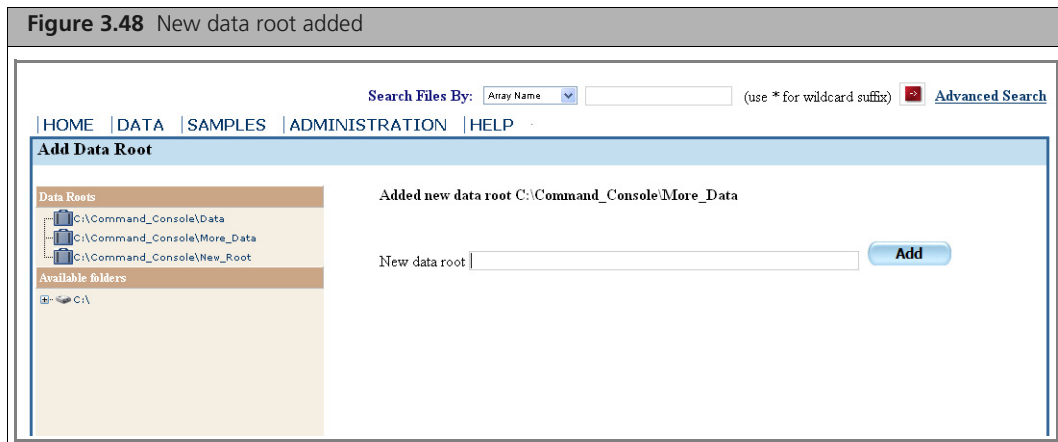 Figure 3.48 New data root added
Search Files By: Array Name (use * for wildcard suffix) Advanced Search
|HOME |DATA |SAMPLES |ADMINISTRATION |HELP
Add Data Root
Data Roots
C:\Command_Console\Data
C:\Command_Console\More_Data
C:\Command_Console\New_Root
Available folders
C:\
Added new data root C:\Command_Console\More_Data
New data root Add